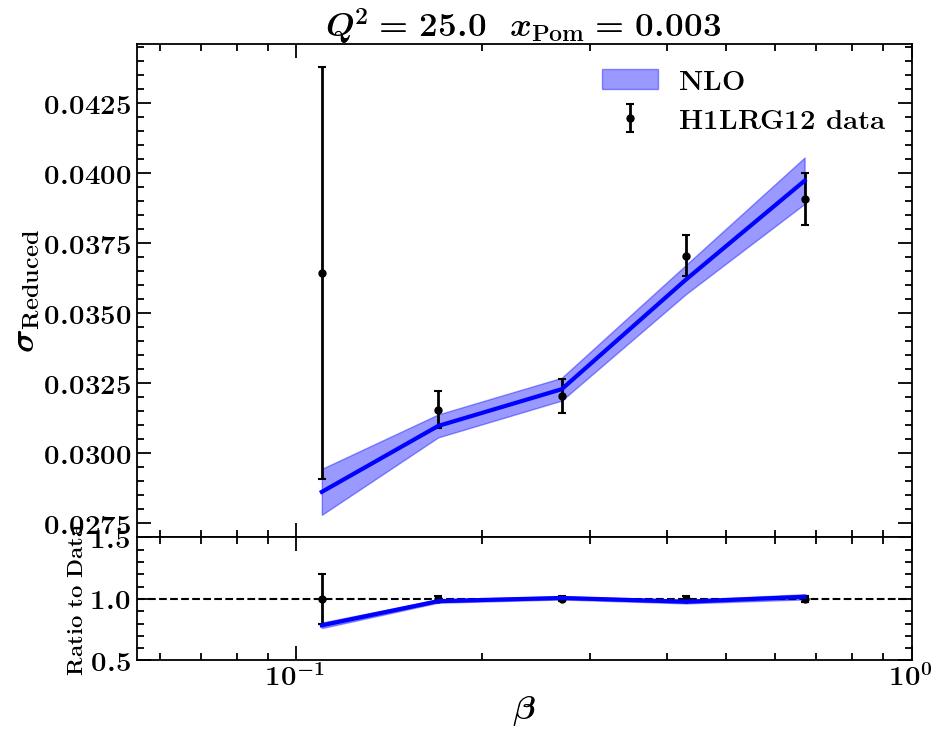 Q² = 25.0 x_Pom = 0.003
NLO
H1LRG12 data
σ_Reduced
0.0425
0.0400
0.0375
0.0350
0.0325
0.0300
0.0275
Ratio to Data
1.5
1.0
0.5
10⁻¹ 10⁰
β